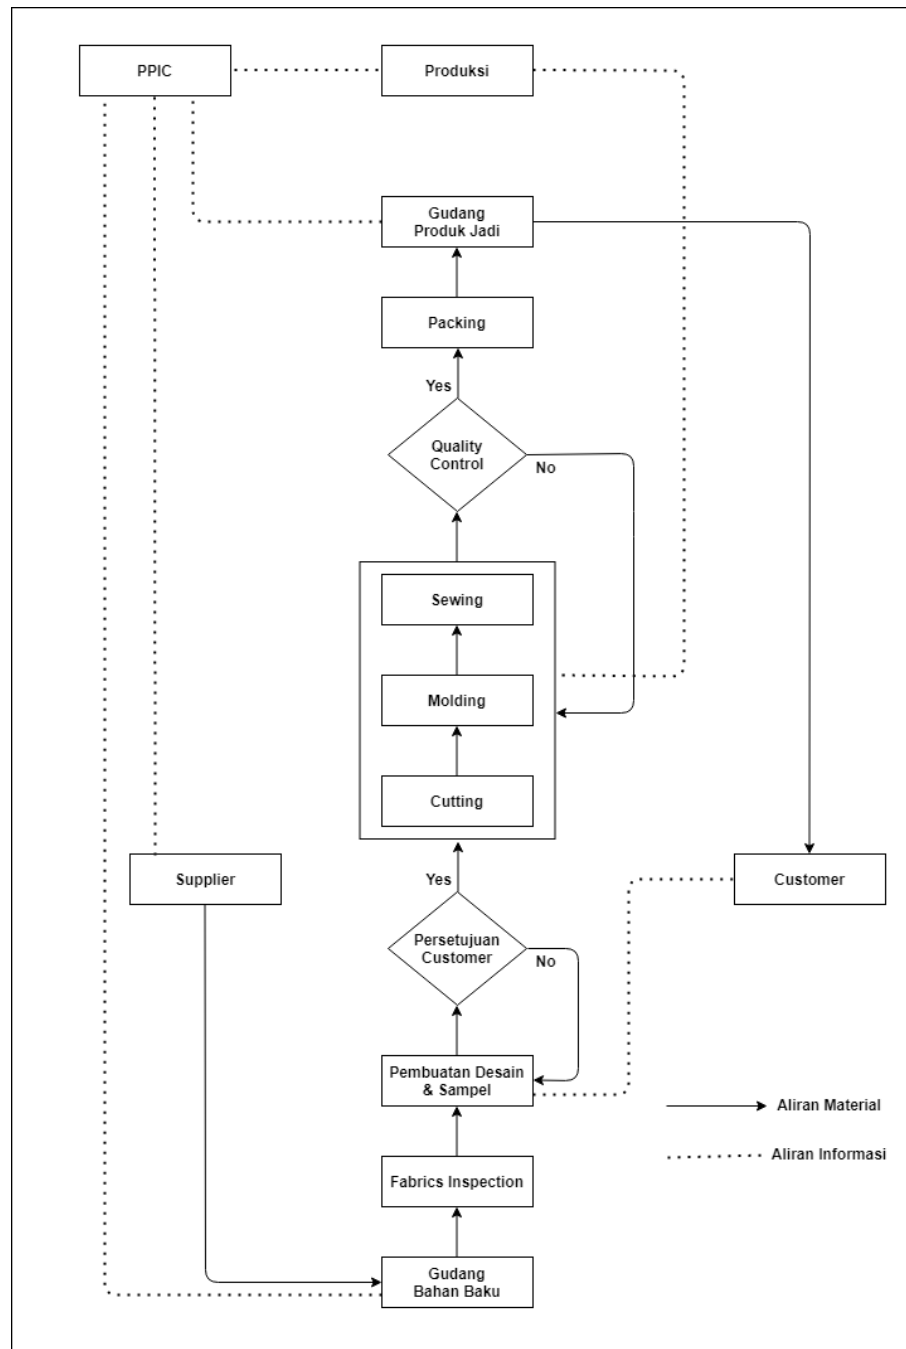 PPIC
Produksi
Gudang
Produk Jadi
Packing
Yes
Quality
Control
No
Sewing
Molding
Cutting
Yes
Supplier
Customer
Persetujuan
Customer
No
Pembuatan Desain
& Sampel
Aliran Material
Aliran Informasi
Fabrics Inspection
Gudang
Bahan Baku